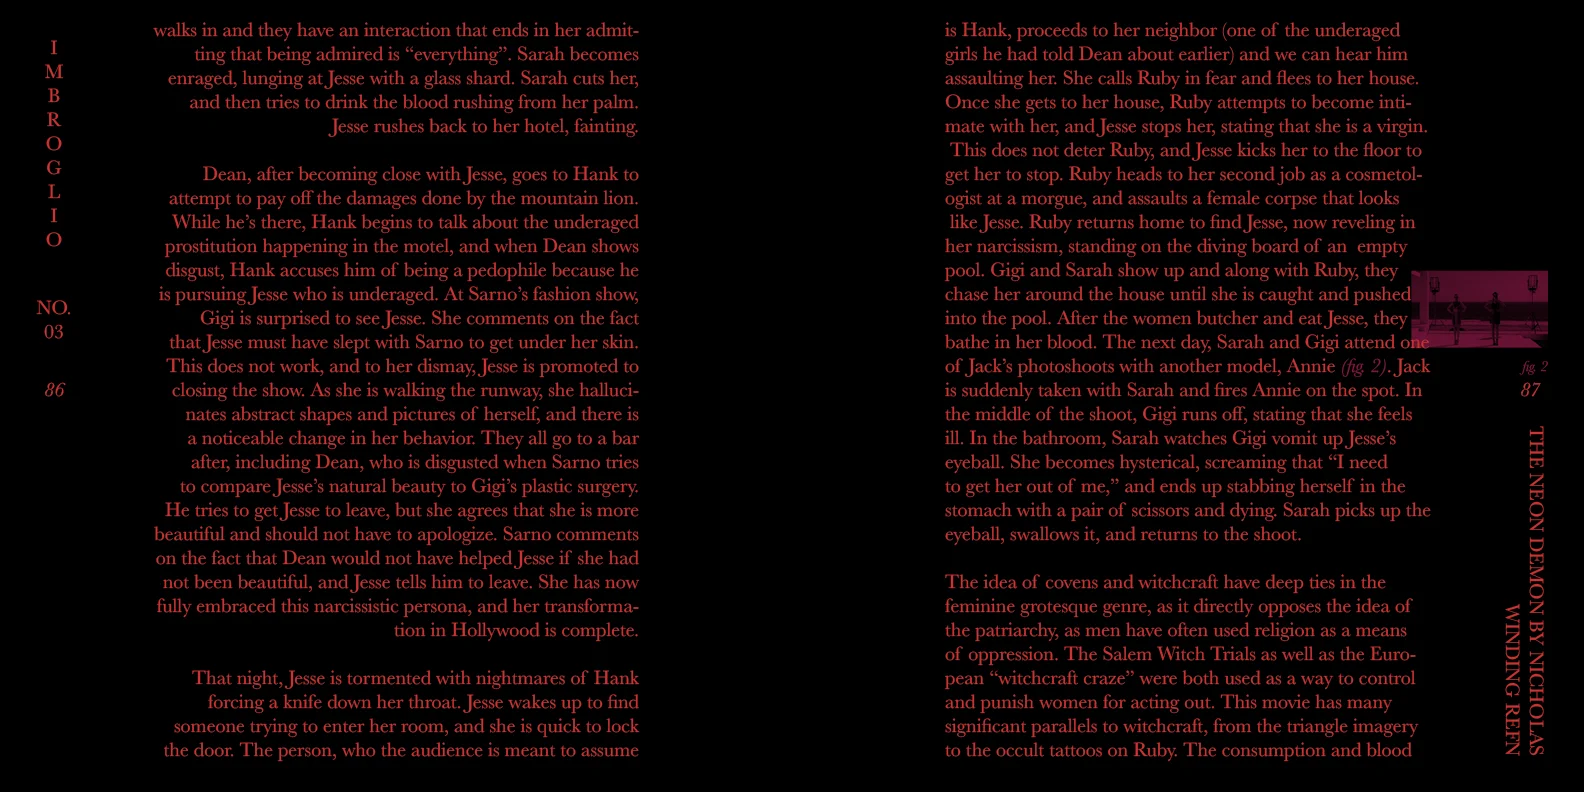 I
M
B
R
O
G
L
I
O
NO.
03
86
walks in and they have an interaction that ends in her admit-
ting that being admired is “everything”. Sarah becomes
enraged, lunging at Jesse with a glass shard. Sarah cuts her,
and then tries to drink the blood rushing from her palm.
Jesse rushes back to her hotel, fainting.
Dean, after becoming close with Jesse, goes to Hank to
attempt to pay off the damages done by the mountain lion.
While he’s there, Hank begins to talk about the underaged
prostitution happening in the motel, and when Dean shows
disgust, Hank accuses him of being a pedophile because he
is pursuing Jesse who is underaged. At Sarno’s fashion show,
Gigi is surprised to see Jesse. She comments on the fact
that Jesse must have slept with Sarno to get under her skin.
This does not work, and to her dismay, Jesse is promoted to
closing the show. As she is walking the runway, she halluci-
nates abstract shapes and pictures of herself, and there is
a noticeable change in her behavior. They all go to a bar
after, including Dean, who is disgusted when Sarno tries
to compare Jesse’s natural beauty to Gigi’s plastic surgery.
He tries to get Jesse to leave, but she agrees that she is more
beautiful and should not have to apologize. Sarno comments
on the fact that Dean would not have helped Jesse if she had
not been beautiful, and Jesse tells him to leave. She has now
fully embraced this narcissistic persona, and her transforma-
tion in Hollywood is complete.
That night, Jesse is tormented with nightmares of Hank
forcing a knife down her throat. Jesse wakes up to find
someone trying to enter her room, and she is quick to lock
the door. The person, who the audience is meant to assume
is Hank, proceeds to her neighbor (one of the underaged
girls he had told Dean about earlier) and we can hear him
assaulting her. She calls Ruby in fear and flees to her house.
Once she gets to her house, Ruby attempts to become inti-
mate with her, and Jesse stops her, stating that she is a virgin.
This does not deter Ruby, and Jesse kicks her to the floor to
get her to stop. Ruby heads to her second job as a cosmetol-
ogist at a morgue, and assaults a female corpse that looks
like Jesse. Ruby returns home to find Jesse, now reveling in
her narcissism, standing on the diving board of an empty
pool. Gigi and Sarah show up and along with Ruby, they
chase her around the house until she is caught and pushed
into the pool. After the women butcher and eat Jesse, they
bathe in her blood. The next day, Sarah and Gigi attend one
of Jack’s photoshoots with another model, Annie (fig. 2). Jack
is suddenly taken with Sarah and fires Annie on the spot. In
the middle of the shoot, Gigi runs off, stating that she feels
ill. In the bathroom, Sarah watches Gigi vomit up Jesse’s
eyeball. She becomes hysterical, screaming that “I need
to get her out of me,” and ends up stabbing herself in the
stomach with a pair of scissors and dying. Sarah picks up the
eyeball, swallows it, and returns to the shoot.
The idea of covens and witchcraft have deep ties in the
feminine grotesque genre, as it directly opposes the idea of
the patriarchy, as men have often used religion as a means
of oppression. The Salem Witch Trials as well as the Euro-
pean “witchcraft craze” were both used as a way to control
and punish women for acting out. This movie has many
significant parallels to witchcraft, from the triangle imagery
to the occult tattoos on Ruby. The consumption and blood
fig. 2
87
THE NEON DEMON BY NICHOLAS
WINDING REFN